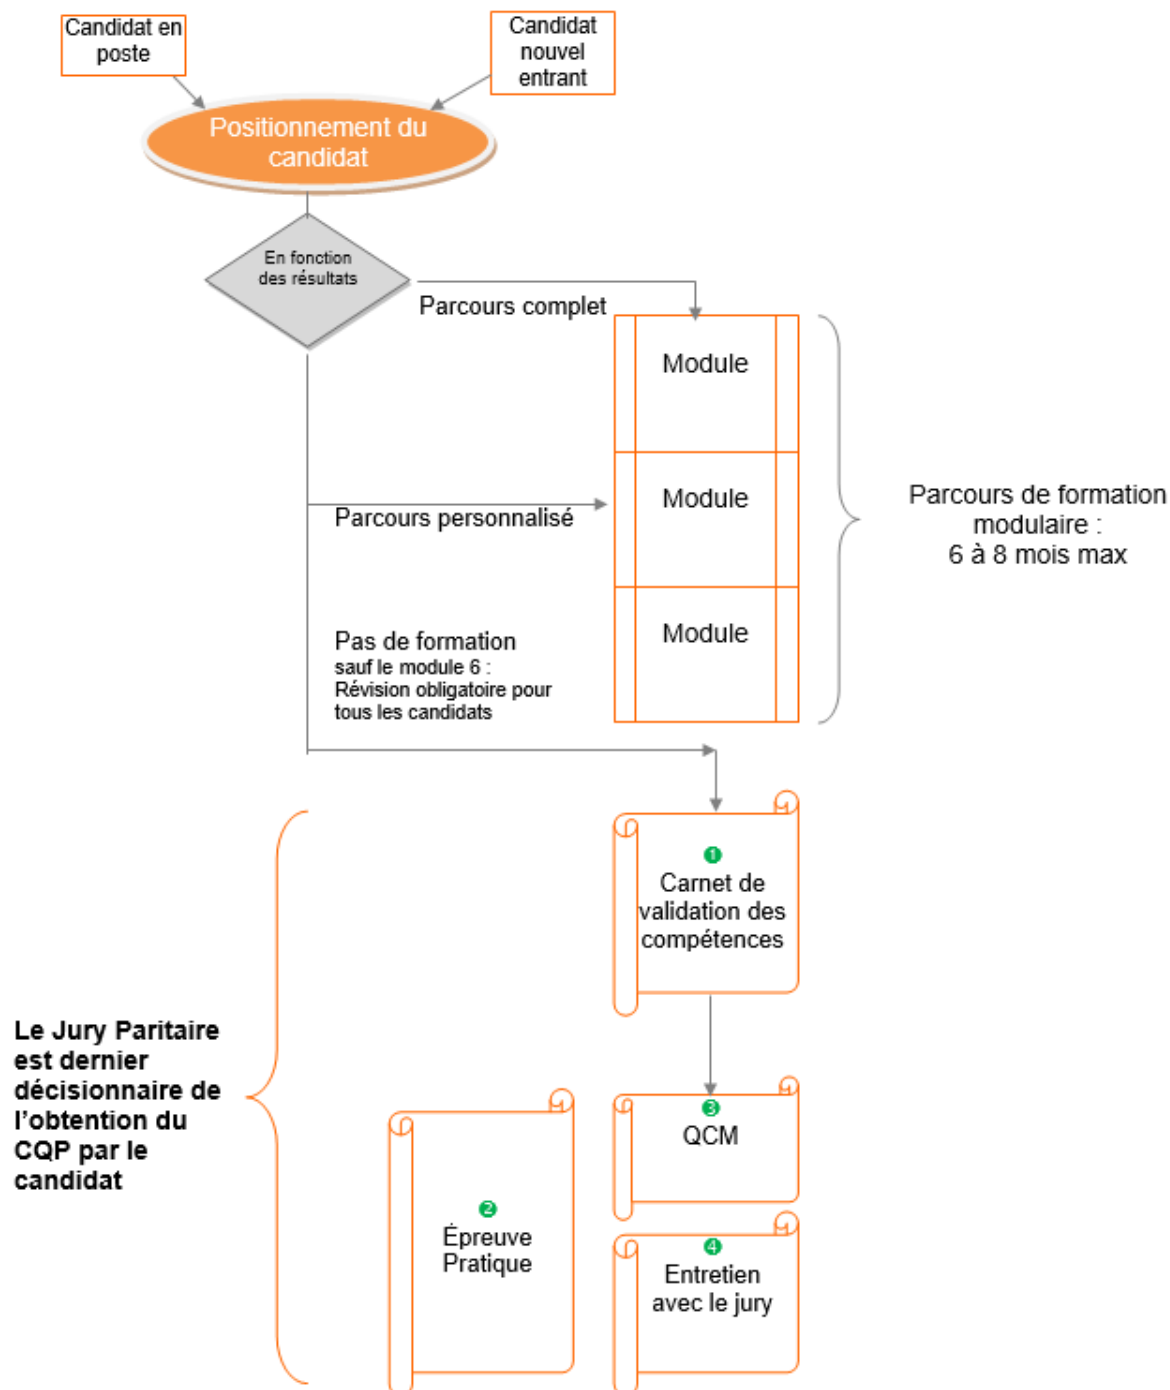 Candidat en
poste
Candidat
nouvel
entrant
Positionnement du
candidat
En fonction
des résultats
Parcours complet
Module
Parcours personnalisé
Module
Parcours de formation
modulaire :
6 à 8 mois max
Pas de formation
sauf le module 6 :
Révision obligatoire pour
tous les candidats
Module
1
Carnet de
validation des
compétences
Le Jury Paritaire
est dernier
décisionnaire de
l’obtention du
CQP par le
candidat
2
Épreuve
Pratique
3
QCM
4
Entretien
avec le jury